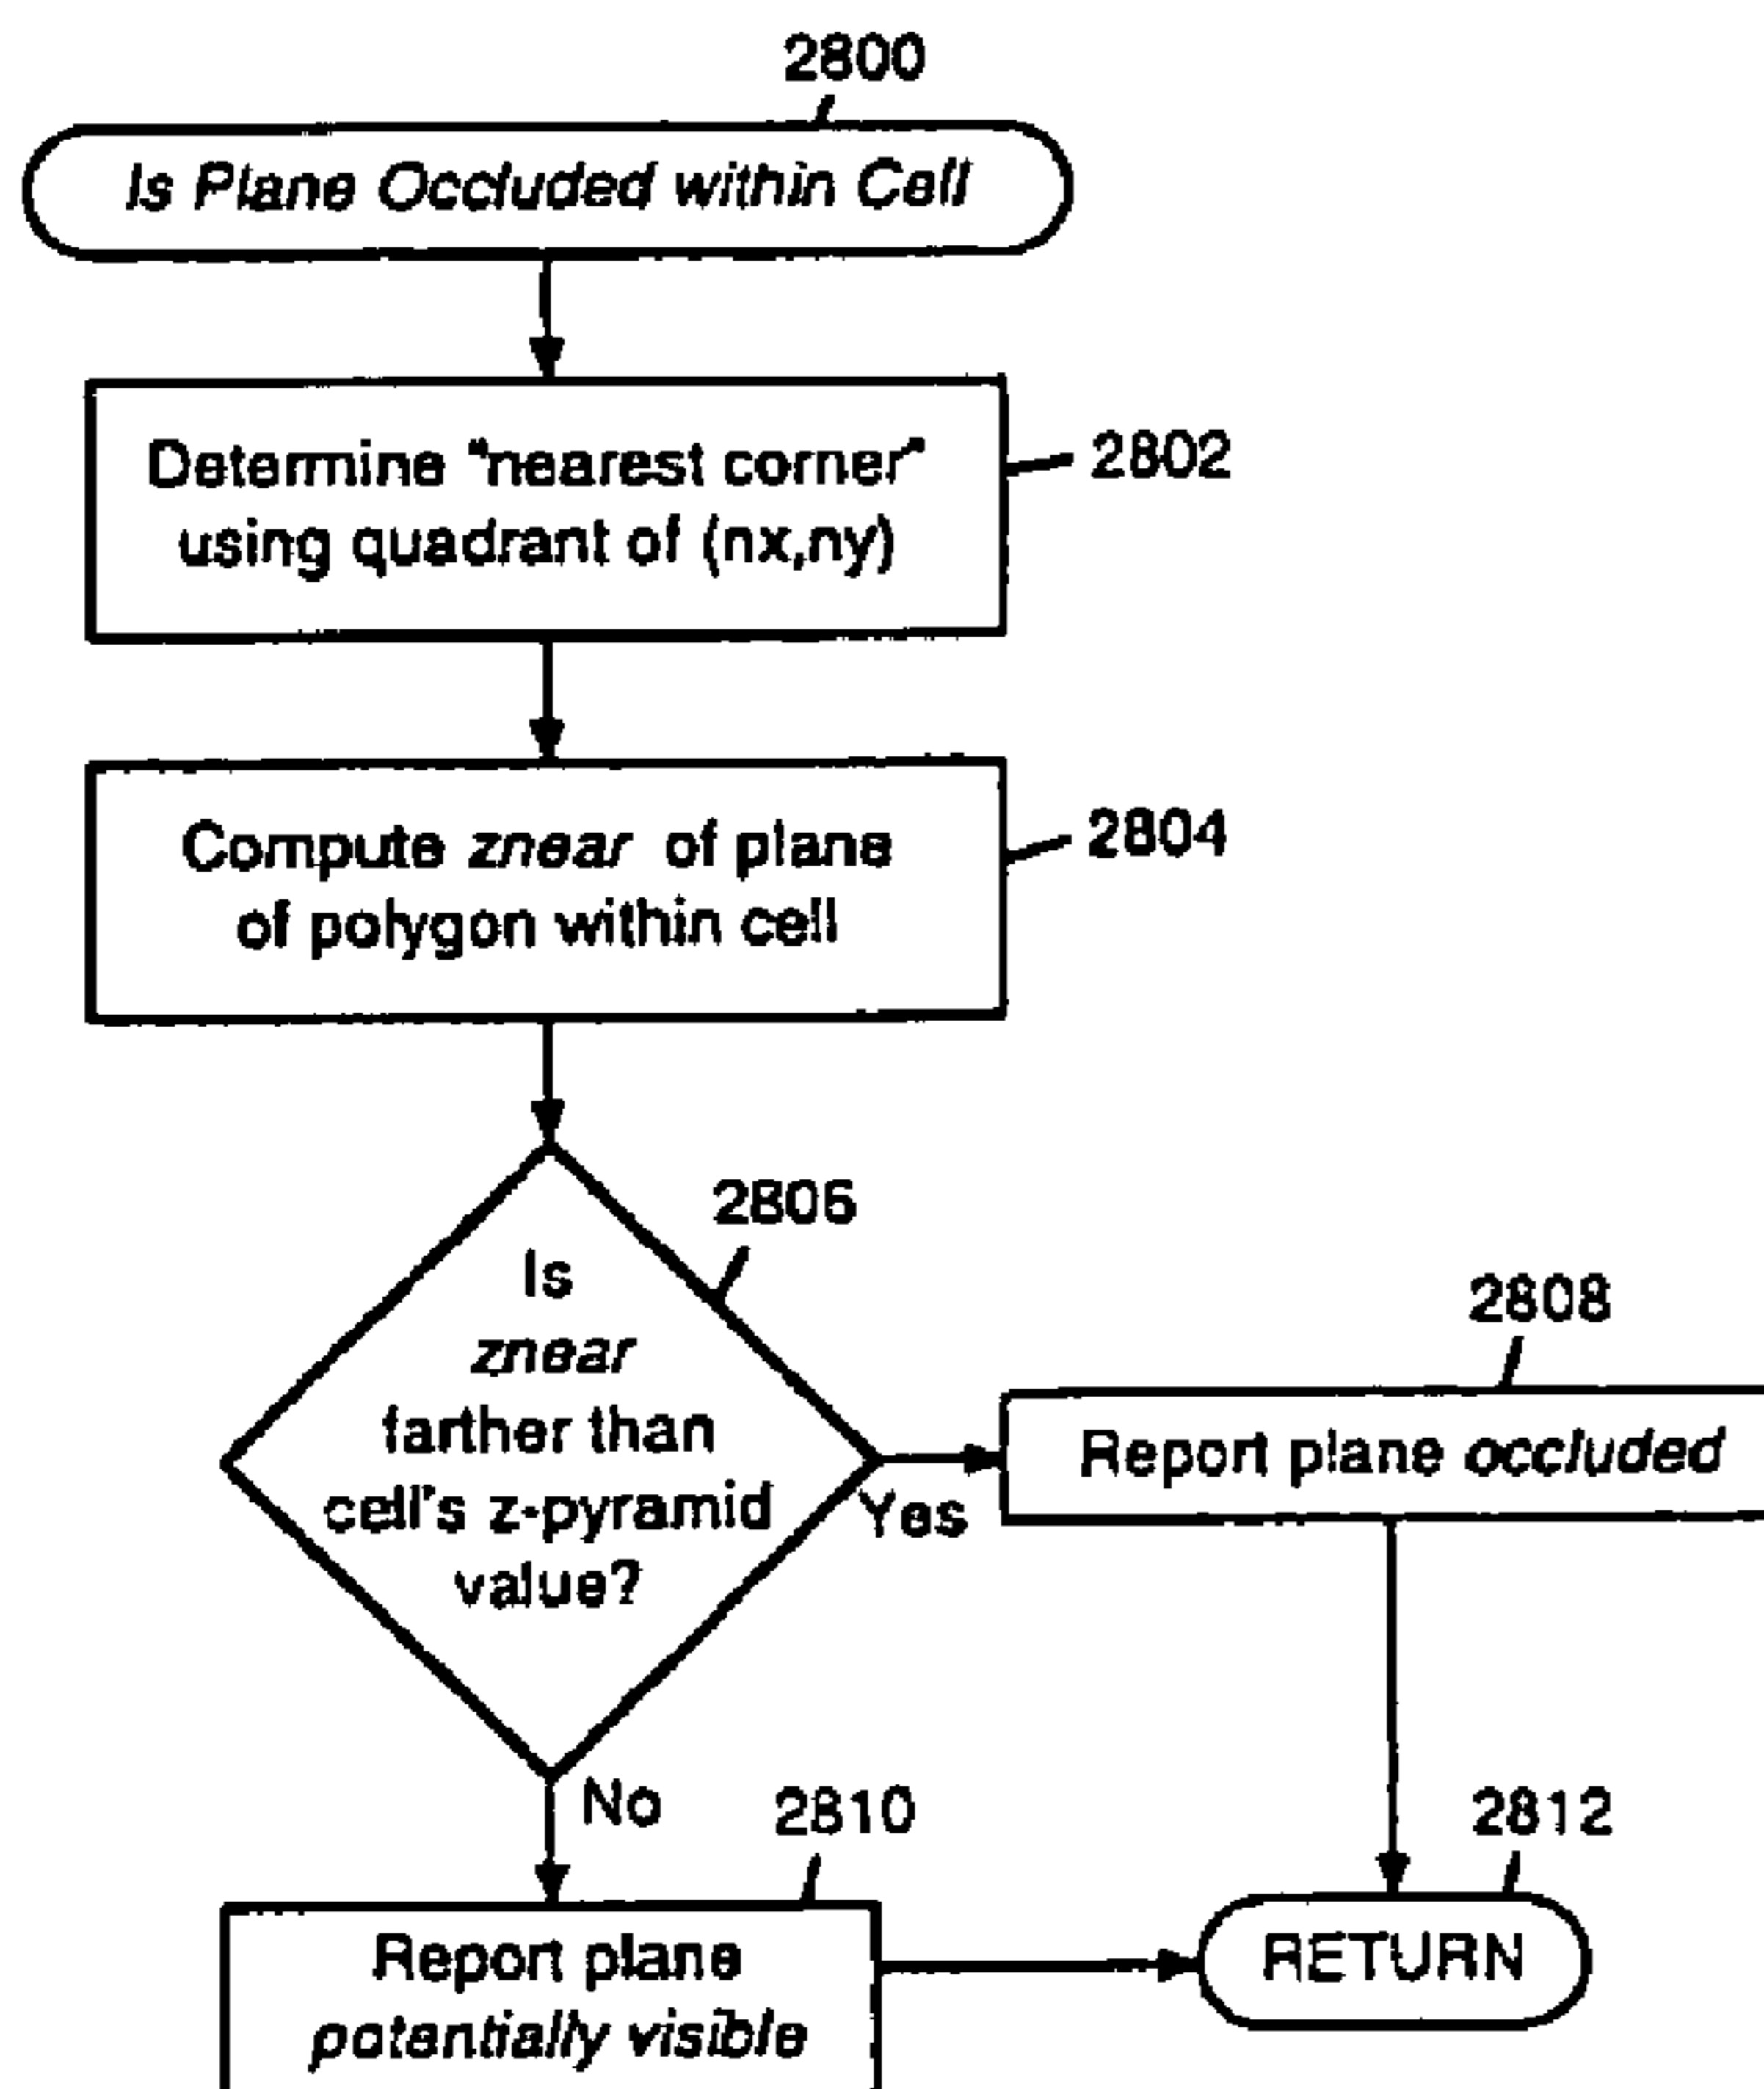 2800
Is Plane Occluded within Cell
Determine "nearest corner"
using quadrant of (nx,ny)
2802
Compute znear of plane
of polygon within cell
2804
2806
Is
znear
farther than
cell's z-pyramid
value?
Yes
2808
Report plane occluded
No
2810
Report plane
potentially visible
2812
RETURN